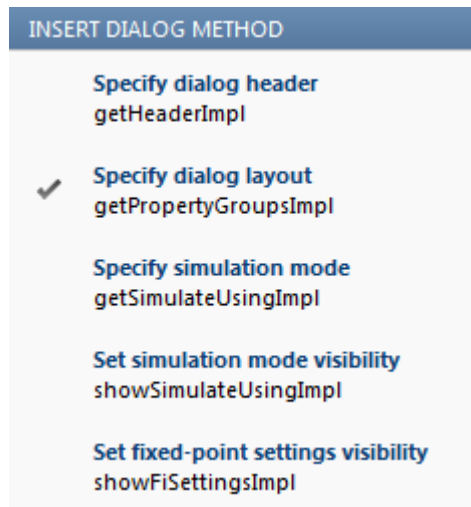 INSERT DIALOG METHOD
Specify dialog header
getHeaderImpl
Specify dialog layout
getPropertyGroupsImpl
Specify simulation mode
getSimulateUsingImpl
Set simulation mode visibility
showSimulateUsingImpl
Set fixed-point settings visibility
showFiSettingsImpl